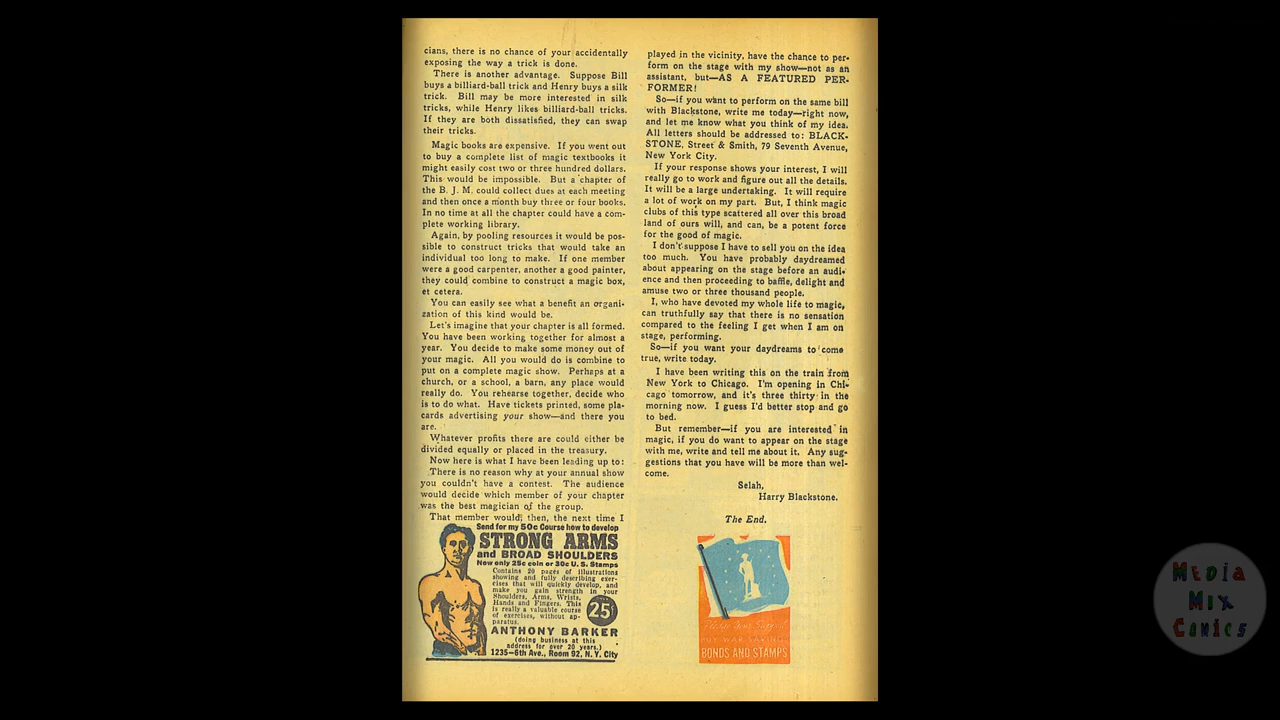 cians, there is no chance of your accidentally
exposing the way a trick is done.
There is another advantage. Suppose Bill
buys a billiard-ball trick and Henry buys a silk
trick. Bill may be more interested in silk
tricks, while Henry likes billiard-ball tricks.
If they are both dissatisfied, they can swap
their tricks.
Magic books are expensive. If you went out
to buy a complete list of magic textbooks it
might easily cost two or three hundred dollars.
This would be impossible. But a chapter of
the B. J. M. could collect dues at each meeting
and then once a month buy three or four books.
In no time at all the chapter could have a com-
plete working library.
Again, by pooling resources it would be pos-
sible to construct tricks that would take an
individual too long to make. If one member
were a good carpenter, another a good painter,
they could combine to construct a magic box,
et cetera.
You can easily see what a benefit an organi-
zation of this kind would be.
Let's imagine that your chapter is all formed.
You have been working together for almost a
year. You decide to make some money out of
your magic. All you would do is combine to
put on a complete magic show. Perhaps at a
church, or a school, a barn, any place would
really do. You rehearse together, decide who
is to do what. Have tickets printed, some pla-
cards advertising your show—and there you
are.
Whatever profits there are could either be
divided equally or placed in the treasury.
Now here is what I have been leading up to:
There is no reason why at your annual show
you couldn't have a contest. The audience
would decide which member of your chapter
was the best magician of the group.
That member would, then, the next time I
played in the vicinity, have the chance to per-
form on the stage with my show—not as an
assistant, but—AS A FEATURED PER-
FORMER!
So—if you want to perform on the same bill
with Blackstone, write me today—right now,
and let me know what you think of my idea.
All letters should be addressed to: BLACK-
STONE, Street & Smith, 79 Seventh Avenue,
New York City.
If your response shows your interest, I will
really go to work and figure out all the details.
It will be a large undertaking. It will require
a lot of work on my part. But, I think magic
clubs of this type scattered all over this broad
land of ours will, and can, be a potent force
for the good of magic.
I don't suppose I have to sell you on the idea
too much. You have probably daydreamed
about appearing on the stage before an audi-
ence and then proceeding to baffle, delight and
amuse two or three thousand people.
I, who have devoted my whole life to magic,
can truthfully say that there is no sensation
compared to the feeling I get when I am on
stage, performing.
So—if you want your daydreams to come
true, write today.
I have been writing this on the train from
New York to Chicago. I'm opening in Chi-
cago tomorrow, and it's three thirty in the
morning now. I guess I'd better stop and go
to bed.
But remember—if you are interested in
magic, if you do want to appear on the stage
with me, write and tell me about it. Any sug-
gestions that you have will be more than wel-
come.
Selah,
Harry Blackstone.
The End.
Send for my 50c Course how to develop
STRONG ARMS
and BROAD SHOULDERS
Now only 25c coin or 30c U.S. Stamps
Contains 20 pages of illustrations
showing and fully describing exer-
cises that will quickly develop, and
make you gain strength in your
Shoulders, Arms, Wrists,
Hands and Fingers. This
is really a valuable course
of exercises, without ap-
paratus.
25¢
ANTHONY BARKER
(doing business at this
address for over 20 years.)
1235—6th Ave., Room 92, N. Y. City
BUY WAR SAVING
BONDS AND STAMPS
Media
Mix
Comics